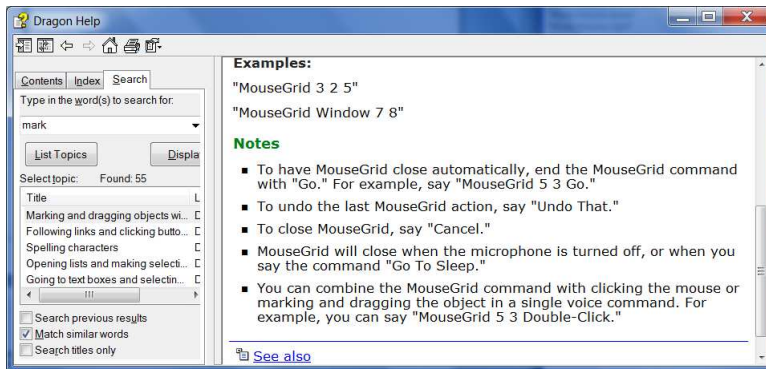 Dragon Help
Contents Index Search
Type in the word(s) to search for:
mark
List Topics Displa
Select topic: Found: 55
Title L
Marking and dragging objects wi... D
Following links and clicking butto... D
Spelling characters D
Opening lists and making selecti... D
Going to text boxes and selectin... D
Search previous results
Match similar words
Search titles only
Examples:
"MouseGrid 3 2 5"
"MouseGrid Window 7 8"
Notes
▪ To have MouseGrid close automatically, end the MouseGrid command
with "Go." For example, say "MouseGrid 5 3 Go."
▪ To undo the last MouseGrid action, say "Undo That."
▪ To close MouseGrid, say "Cancel."
▪ MouseGrid will close when the microphone is turned off, or when you
say the command "Go To Sleep."
▪ You can combine the MouseGrid command with clicking the mouse or
marking and dragging the object in a single voice command. For
example, you can say "MouseGrid 5 3 Double-Click."
See also